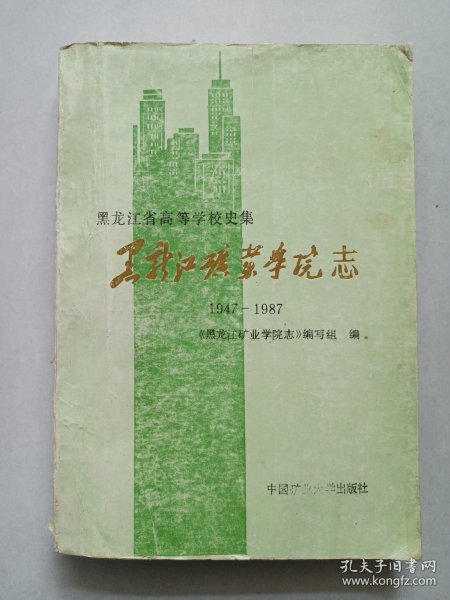 黑龙江省高等学校史集
黑龙江矿业学院志
1947－1987
《黑龙江矿业学院志》编写组 编
中国矿业大学出版社
孔夫子旧书网
www.kongfz.com